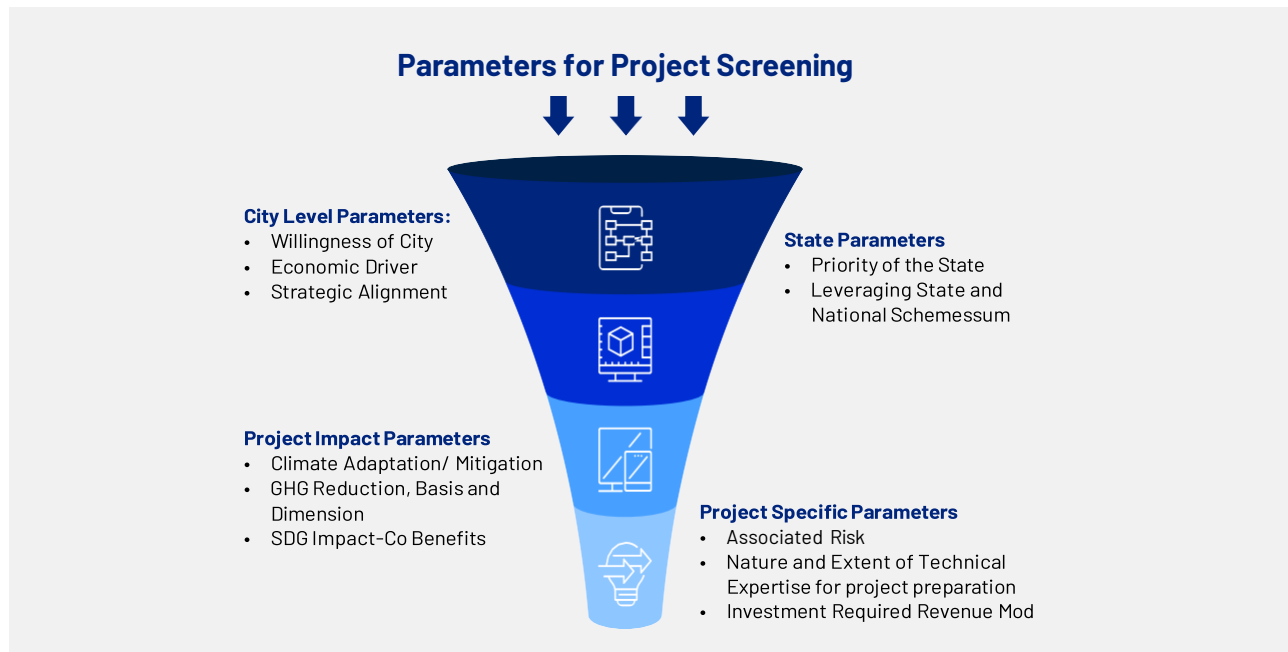 Parameters for Project Screening
City Level Parameters:
• Willingness of City
• Economic Driver
• Strategic Alignment
State Parameters
• Priority of the State
• Leveraging State and
National Schemessum
Project Impact Parameters
• Climate Adaptation/ Mitigation
• GHG Reduction, Basis and
Dimension
• SDG Impact-Co Benefits
Project Specific Parameters
• Associated Risk
• Nature and Extent of Technical
Expertise for project preparation
• Investment Required Revenue Mod